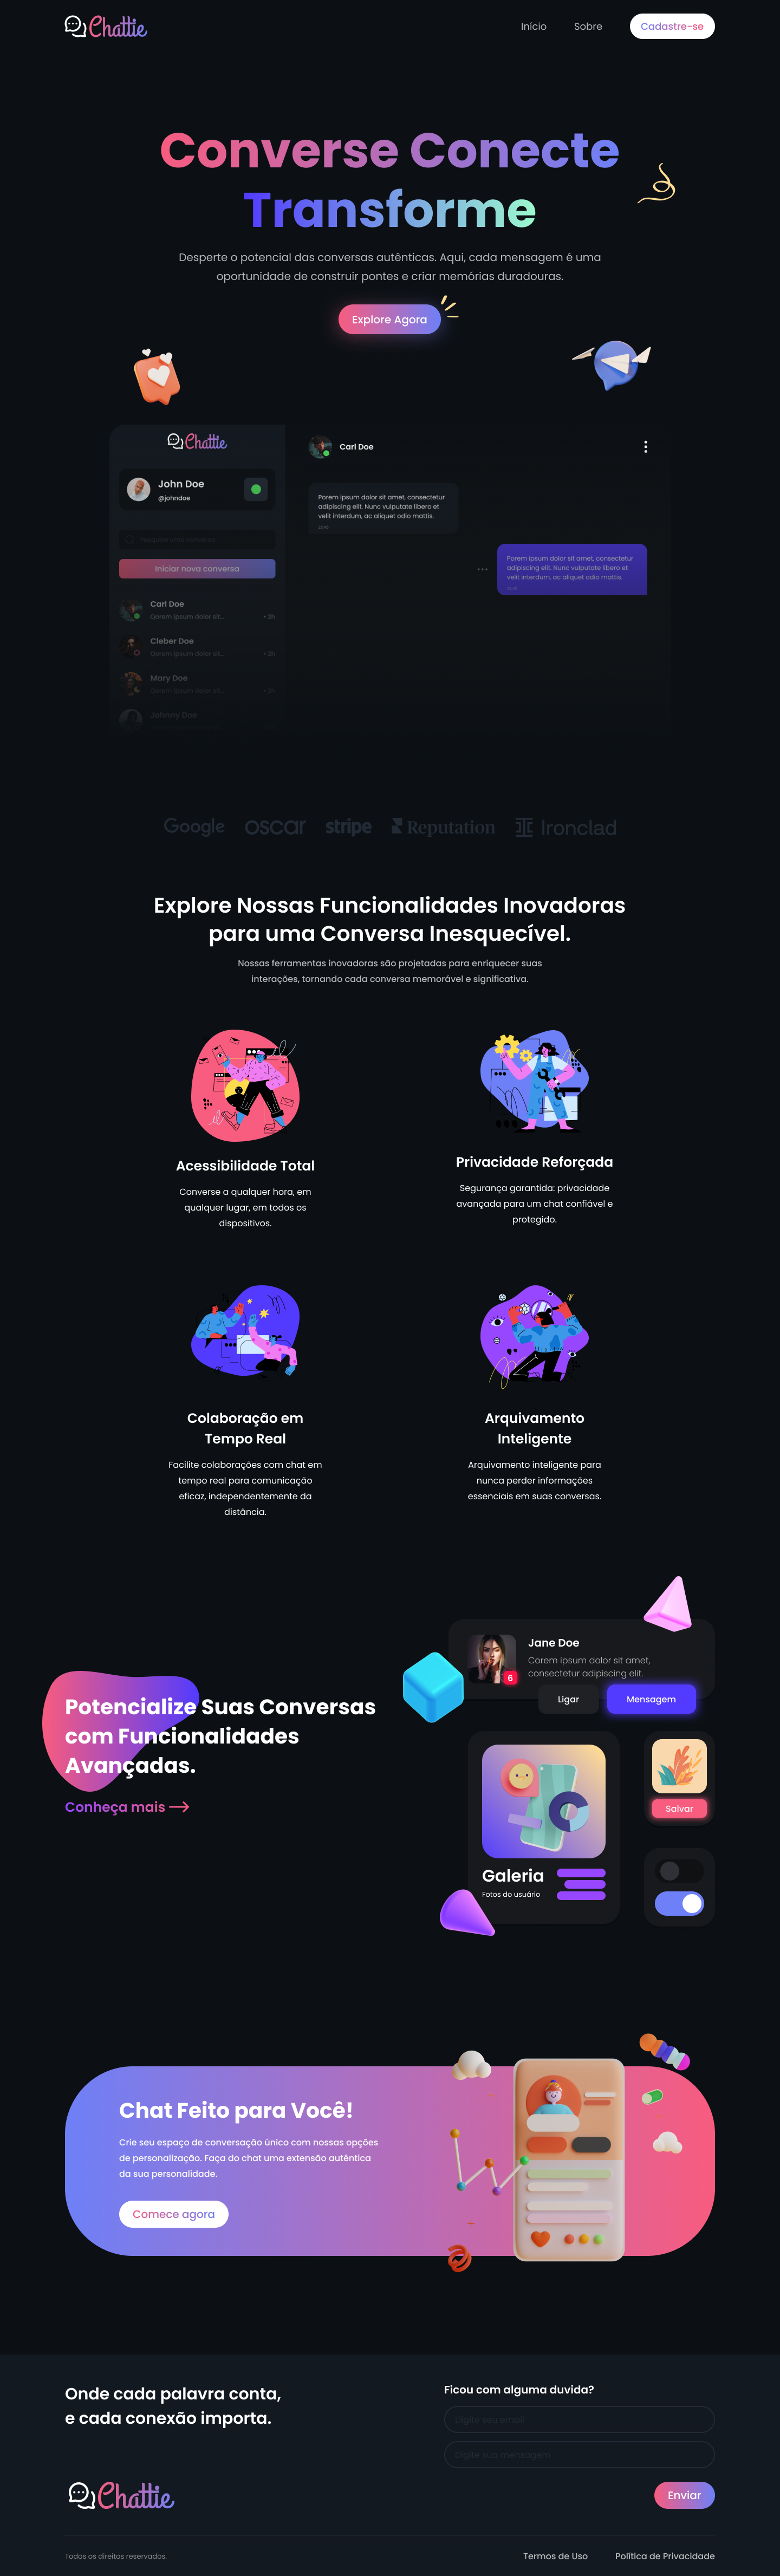 Chattie
Início
Sobre
Cadastre-se
Converse Conecte
Transforme
Desperte o potencial das conversas autênticas. Aqui, cada mensagem é uma
oportunidade de construir pontes e criar memórias duradouras.
Explore Agora
Chattie
John Doe
@johndoe
Iniciar nova conversa
Carl Doe
Qorem ipsum dolor sit...
• 2h
Cleber Doe
Qorem ipsum dolor sit...
• 2h
Mary Doe
Qorem ipsum dolor sit...
Johnny Doe
Carl Doe
Porem ipsum dolor sit amet, consectetur
adipiscing elit. Nunc vulputate libero et
velit interdum, ac aliquet odio mattis.
Porem ipsum dolor sit amet, consectetur
adipiscing elit. Nunc vulputate libero et
velit interdum, ac aliquet odio mattis.
Google
oscar
stripe
Reputation
Ironclad
Explore Nossas Funcionalidades Inovadoras
para uma Conversa Inesquecível.
Nossas ferramentas inovadoras são projetadas para enriquecer suas
interações, tornando cada conversa memorável e significativa.
Acessibilidade Total
Converse a qualquer hora, em
qualquer lugar, em todos os
dispositivos.
Privacidade Reforçada
Segurança garantida: privacidade
avançada para um chat confiável e
protegido.
Colaboração em
Tempo Real
Facilite colaborações com chat em
tempo real para comunicação
eficaz, independentemente da
distância.
Arquivamento
Inteligente
Arquivamento inteligente para
nunca perder informações
essenciais em suas conversas.
Potencialize Suas Conversas
com Funcionalidades
Avançadas.
Conheça mais
Jane Doe
Corem ipsum dolor sit amet,
consectetur adipiscing elit.
6
Ligar
Mensagem
Galeria
Fotos do usuário
Salvar
Chat Feito para Você!
Crie seu espaço de conversação único com nossas opções
de personalização. Faça do chat uma extensão autêntica
da sua personalidade.
Comece agora
Onde cada palavra conta,
e cada conexão importa.
Chattie
Ficou com alguma duvida?
Digite seu email
Digite sua mensagem
Enviar
Todos os direitos reservados.
Termos de Uso
Política de Privacidade